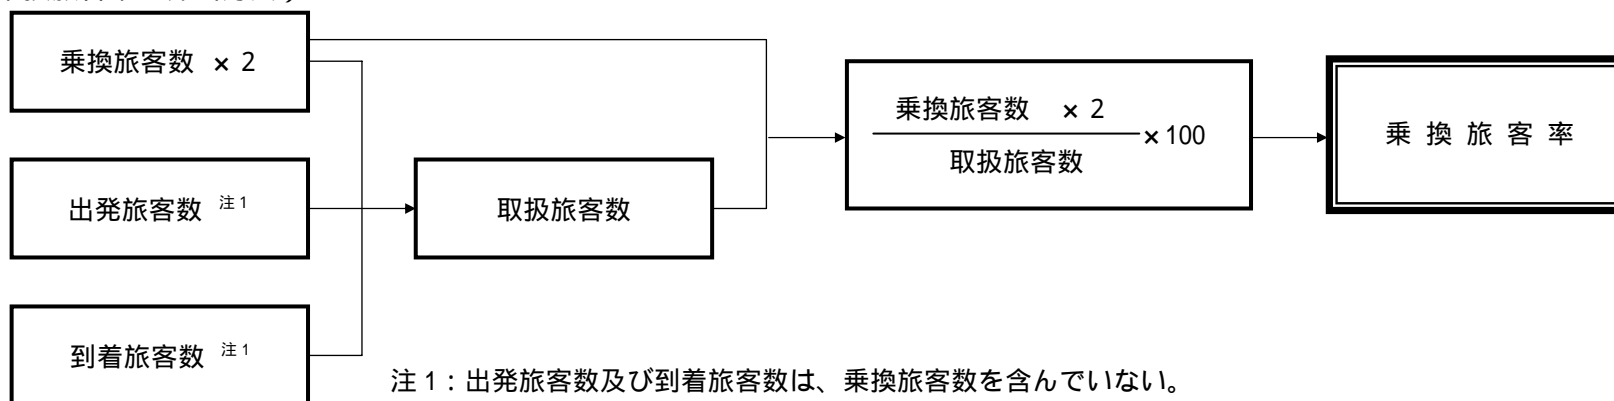 乗換旅客数 × 2
乗換旅客数 × 2
×100
取扱旅客数
乗 換 旅 客 率
出発旅客数 注1
取扱旅客数
到着旅客数 注1
注1:出発旅客数及び到着旅客数は、乗換旅客数を含んでいない。